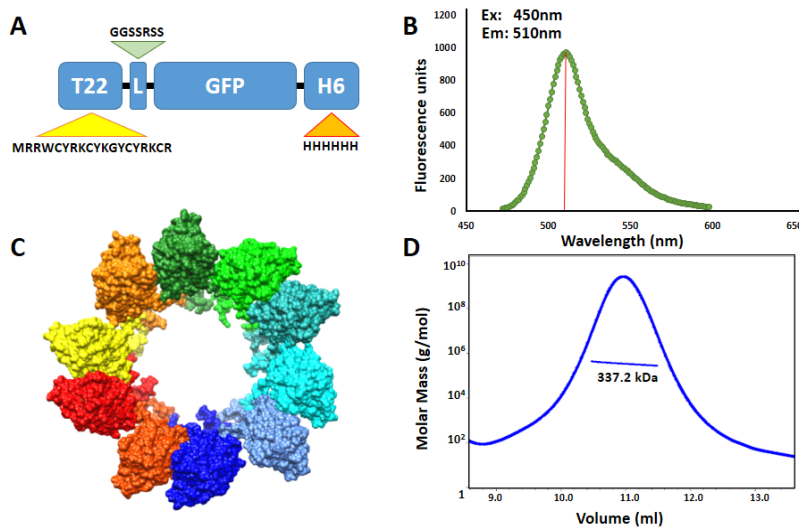 A
GGSSRSS
T22
L
GFP
H6
MRRWCYRKCYKGYCYRKCR
HHHHHH
B
Ex: 450nm
Em: 510nm
Fluorescence units
1200
1000
800
600
400
200
0
450
500
550
600
650
Wavelength (nm)
C
D
Molar Mass (g/mol)
10¹⁰
10⁸
10⁶
10⁴
10²
1
337.2 kDa
9.0
10.0
11.0
12.0
13.0
Volume (ml)